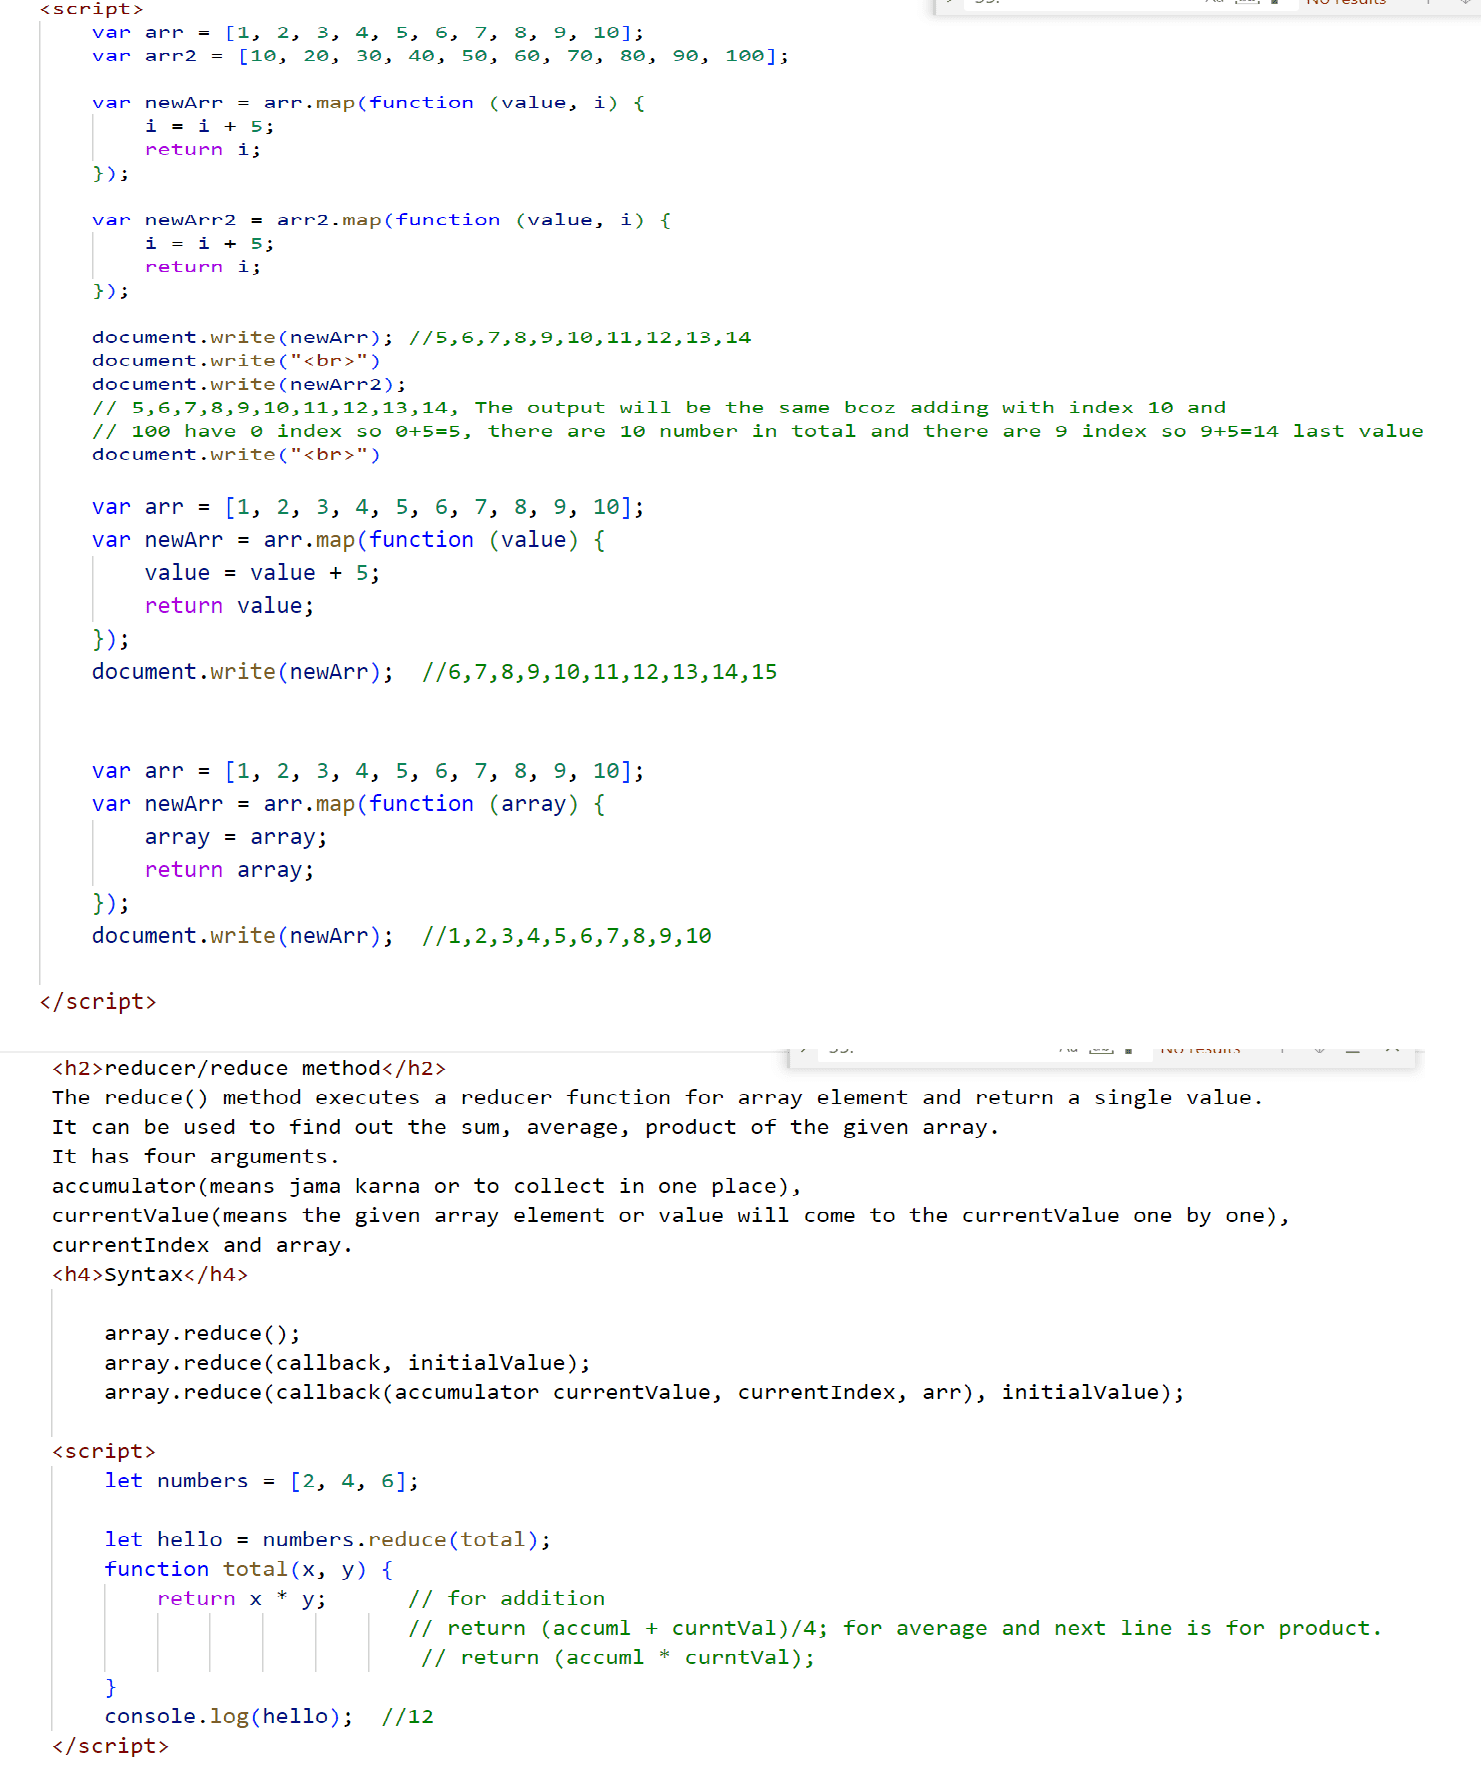 <script>
No results
var arr = [1, 2, 3, 4, 5, 6, 7, 8, 9, 10];
var arr2 = [10, 20, 30, 40, 50, 60, 70, 80, 90, 100];
var newArr = arr.map(function (value, i) {
i = i + 5;
return i;
});
var newArr2 = arr2.map(function (value, i) {
i = i + 5;
return i;
});
document.write(newArr); //5,6,7,8,9,10,11,12,13,14
document.write("<br>")
document.write(newArr2);
// 5,6,7,8,9,10,11,12,13,14, The output will be the same bcoz adding with index 10 and
// 100 have 0 index so 0+5=5, there are 10 number in total and there are 9 index so 9+5=14 last value
document.write("<br>")
var arr = [1, 2, 3, 4, 5, 6, 7, 8, 9, 10];
var newArr = arr.map(function (value) {
value = value + 5;
return value;
});
document.write(newArr); //6,7,8,9,10,11,12,13,14,15
var arr = [1, 2, 3, 4, 5, 6, 7, 8, 9, 10];
var newArr = arr.map(function (array) {
array = array;
return array;
});
document.write(newArr); //1,2,3,4,5,6,7,8,9,10
</script>
No results
<h2>reducer/reduce method</h2>
The reduce() method executes a reducer function for array element and return a single value.
It can be used to find out the sum, average, product of the given array.
It has four arguments.
accumulator(means jama karna or to collect in one place),
currentValue(means the given array element or value will come to the currentValue one by one),
currentIndex and array.
<h4>Syntax</h4>
array.reduce();
array.reduce(callback, initialValue);
array.reduce(callback(accumulator currentValue, currentIndex, arr), initialValue);
<script>
let numbers = [2, 4, 6];
let hello = numbers.reduce(total);
function total(x, y) {
return x * y; // for addition
// return (accuml + curntVal)/4; for average and next line is for product.
// return (accuml * curntVal);
}
console.log(hello); //12
</script>